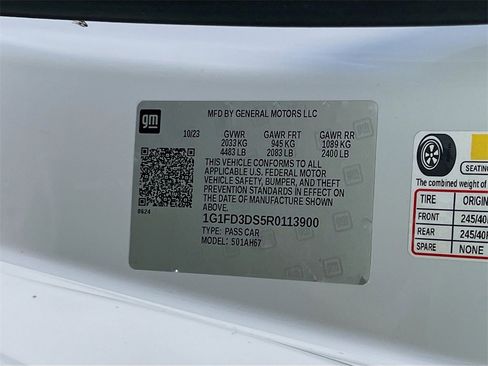 gm
MFD BY GENERAL MOTORS LLC
10/23 GVWR GAWR FRT GAWR RR
2033 KG 945 KG 1089 KG
4483 LB 2083 LB 2400 LB
THIS VEHICLE CONFORMS TO ALL
APPLICABLE U.S. FEDERAL MOTOR
VEHICLE SAFETY, BUMPER, AND THEFT
PREVENTION STANDARDS IN EFFECT ON
THE DATE OF MANUFACTURE SHOWN
ABOVE.
0624
1G1FD3DS5R0113900
TYPE: PASS CAR
MODEL: 501AH67
SEATING
The combined weight of
TIRE ORIGIN
FRONT 245/40
REAR 245/40
SPARE NONE